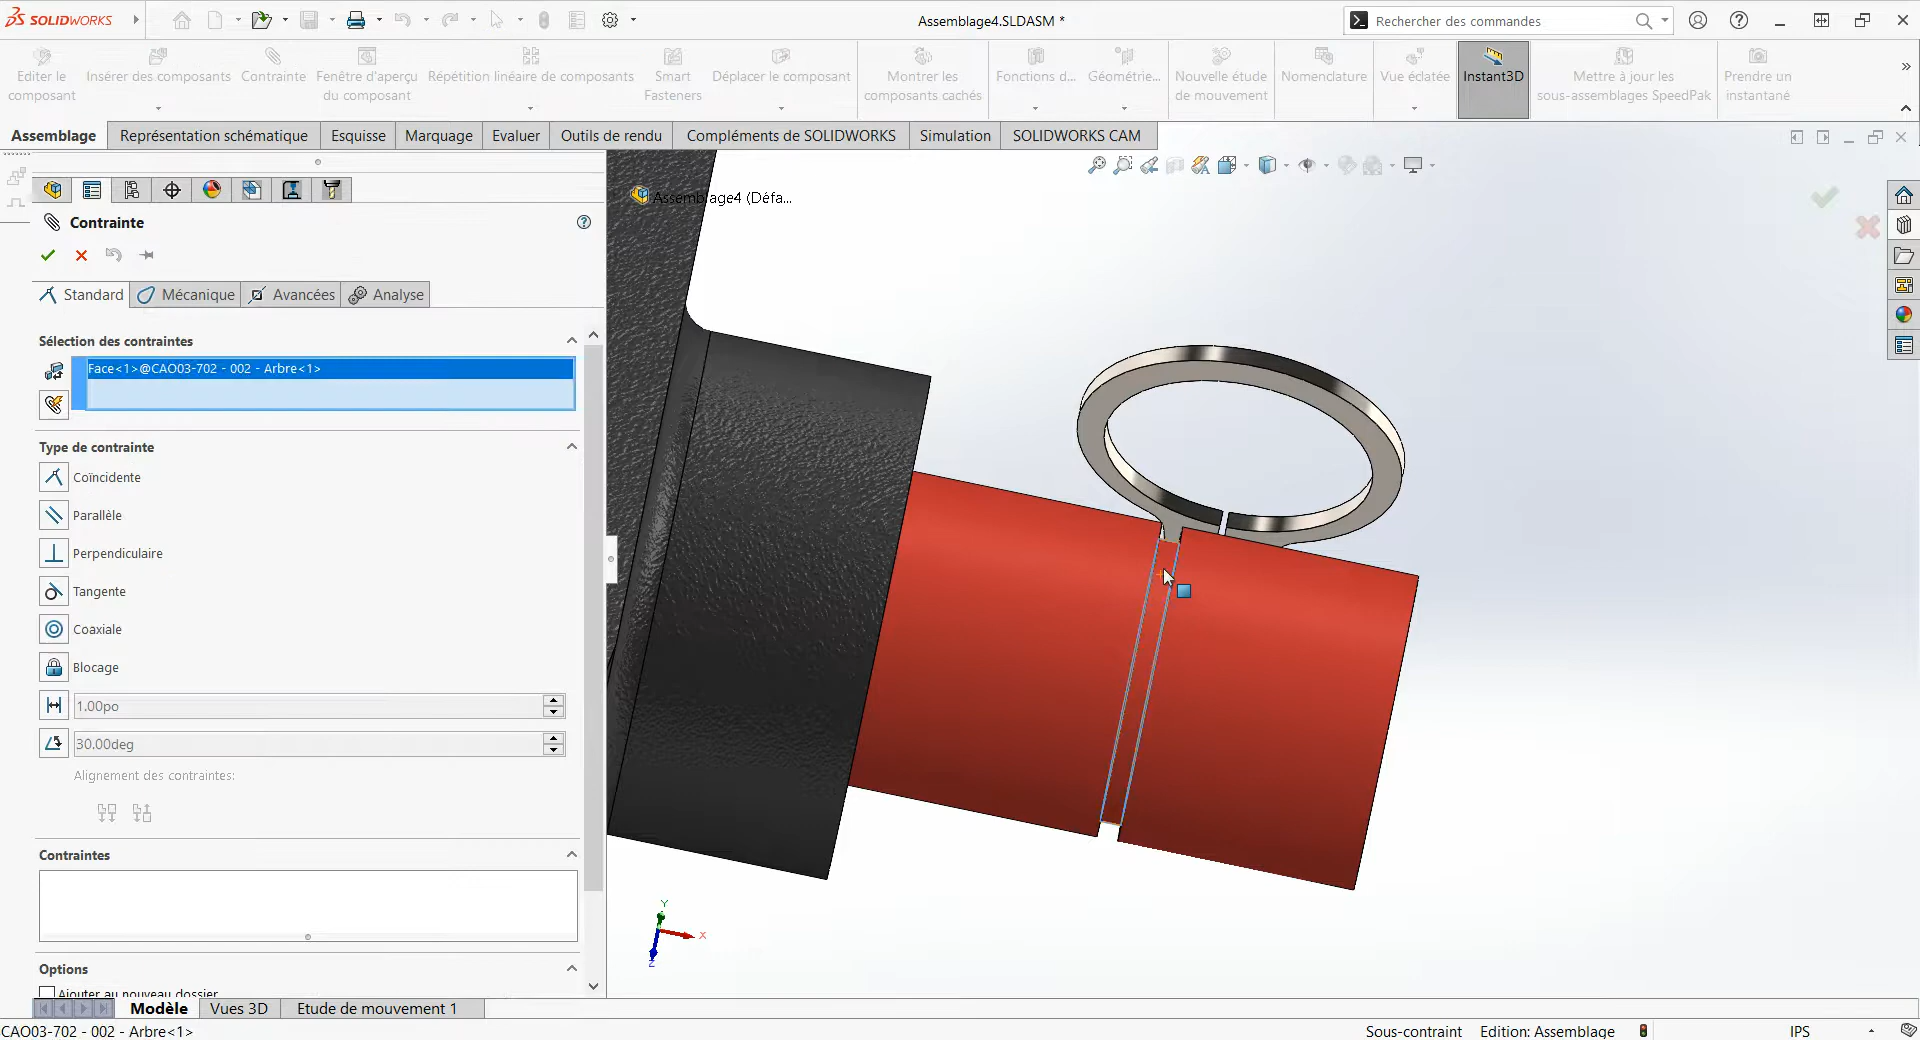 SOLIDWORKS
Assemblage4.SLDASM *
Rechercher des commandes
Editer le composant
Insérer des composants
Contrainte
Fenêtre d'aperçu du composant
Répétition linéaire de composants
Smart Fasteners
Déplacer le composant
Montrer les composants cachés
Fonctions d...
Géométrie...
Nouvelle étude de mouvement
Nomenclature
Vue éclatée
Instant3D
Mettre à jour les sous-assemblages SpeedPak
Prendre un instantané
Assemblage
Représentation schématique
Esquisse
Marquage
Evaluer
Outils de rendu
Compléments de SOLIDWORKS
Simulation
SOLIDWORKS CAM
Assemblage4 (Défa...
Contrainte
Standard
Mécanique
Avancées
Analyse
Sélection des contraintes
Face<1>@CAO03-702 - 002 - Arbre<1>
Type de contrainte
Coïncidente
Parallèle
Perpendiculaire
Tangente
Coaxiale
Blocage
1.00po
30.00deg
Alignement des contraintes:
Contraintes
Options
Ajouter au nouveau dossier
Y
X
Z
Modèle
Vues 3D
Etude de mouvement 1
CAO03-702 - 002 - Arbre<1>
Sous-contraint
Edition: Assemblage
IPS